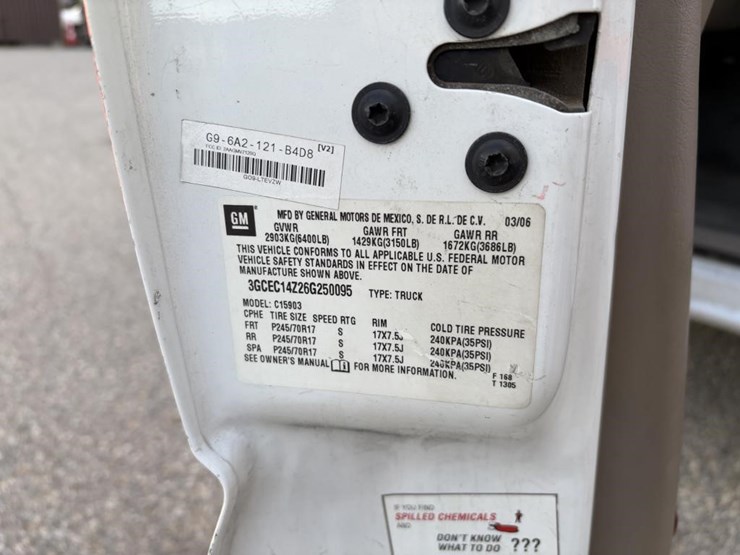 G9-6A2-121-B4D8 [V2]
GO9-LTEVZW
GM
MFD BY GENERAL MOTORS DE MEXICO, S. DE R.L. DE C.V. 03/06
GVWR GAWR FRT GAWR RR
2903KG(6400LB) 1429KG(3150LB) 1672KG(3686LB)
THIS VEHICLE CONFORMS TO ALL APPLICABLE U.S. FEDERAL MOTOR
VEHICLE SAFETY STANDARDS IN EFFECT ON THE DATE OF
MANUFACTURE SHOWN ABOVE.
3GCEC14Z26G250095 TYPE: TRUCK
MODEL: C15903
CPHE TIRE SIZE SPEED RTG RIM COLD TIRE PRESSURE
FRT P245/70R17 S 17X7.5J 240KPA(35PSI)
RR P245/70R17 S 17X7.5J 240KPA(35PSI)
SPA P245/70R17 S 17X7.5J 240KPA(35PSI)
SEE OWNER'S MANUAL FOR MORE INFORMATION.
F 168
T 1305
IF YOU FIND
SPILLED CHEMICALS
AND
DON'T KNOW
WHAT TO DO ???